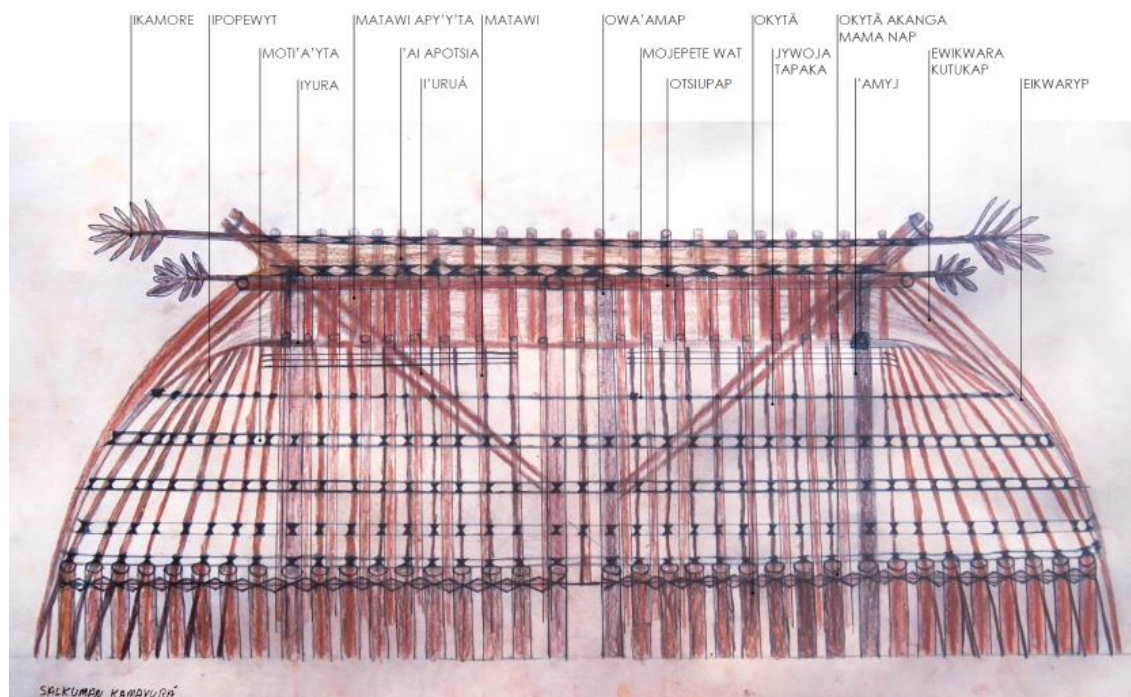 IKAMORE
IPOPEWYT
MATAWI APY'Y'TA
MATAWI
OWA'AMAP
OKYTÃ
OKYTÃ AKANGA
MAMA NAP
MOTI'A'YTA
'AI APOTSIA
MOJEPETE WAT
JYWOJA
TAPAKA
EWIKWARA
KUTUKAP
IYURA
I'URUÁ
OTSIUPAP
'AMYJ
EIKWARYP
SALKUMAN KAMAYURÁ